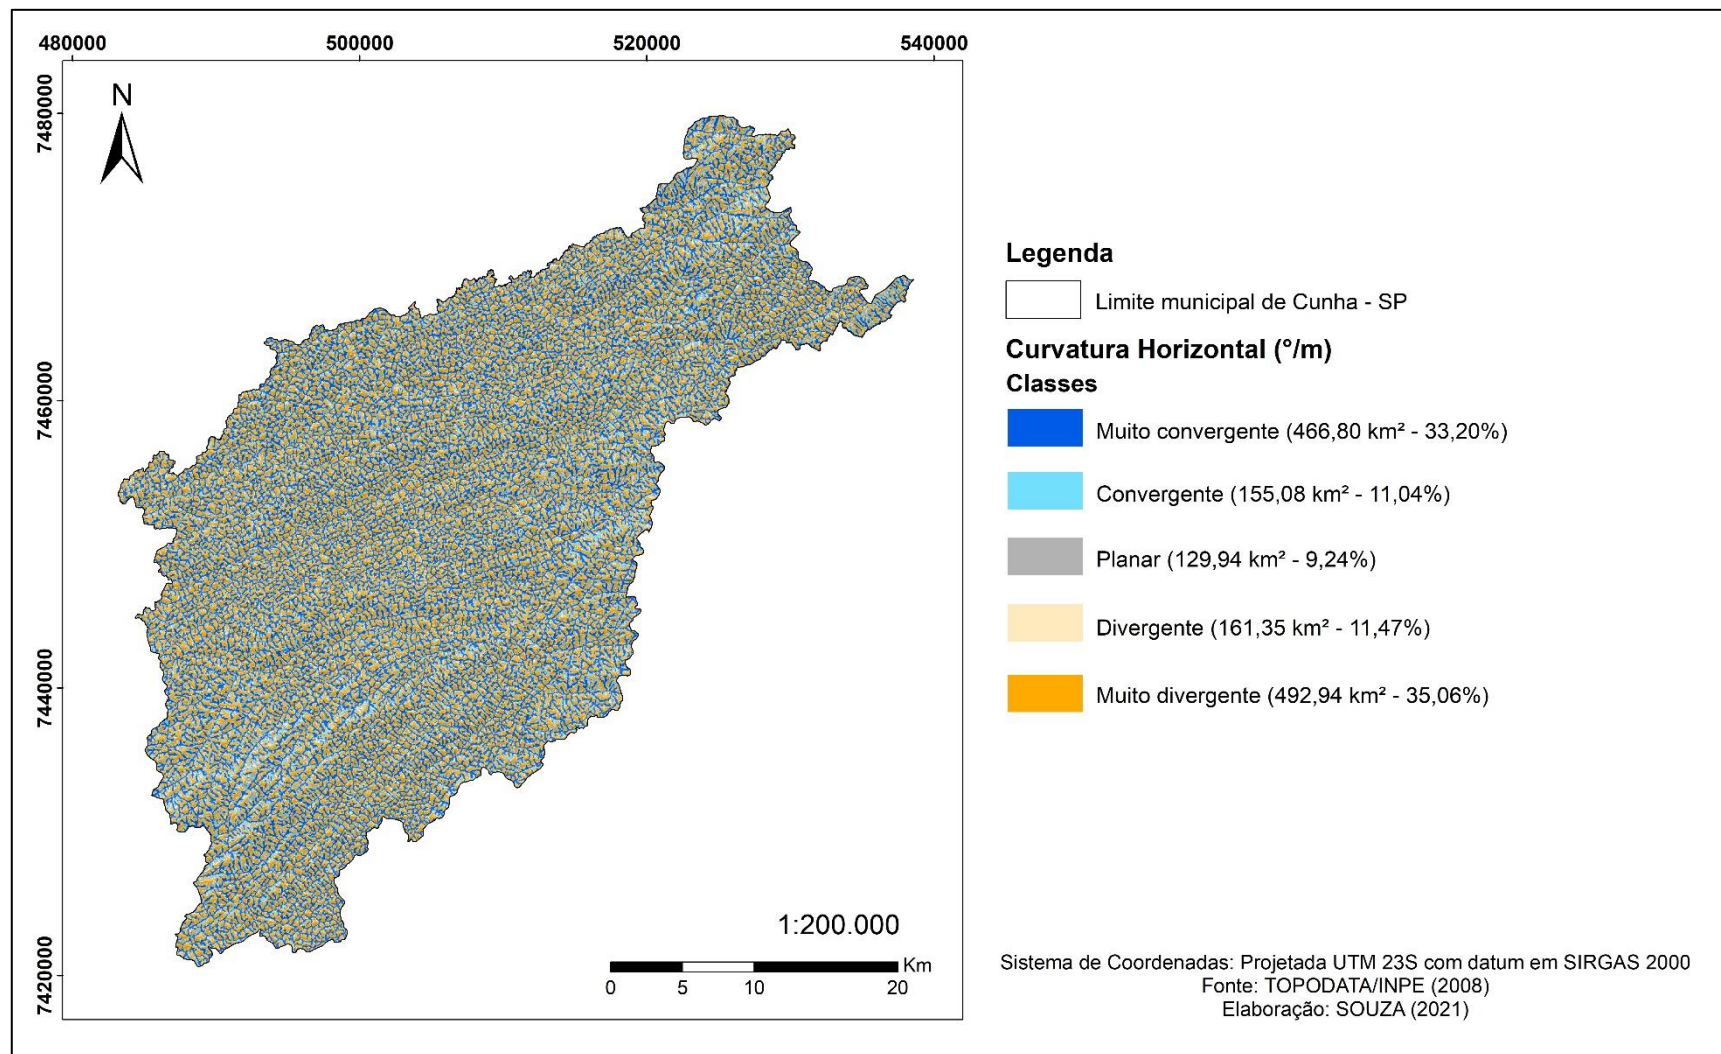 480000 500000 520000 540000
7480000
7460000
7440000
7420000
N
1:200.000
Km
0 5 10 20
Legenda
Limite municipal de Cunha - SP
Curvatura Horizontal (°/m)
Classes
Muito convergente (466,80 km² - 33,20%)
Convergente (155,08 km² - 11,04%)
Planar (129,94 km² - 9,24%)
Divergente (161,35 km² - 11,47%)
Muito divergente (492,94 km² - 35,06%)
Sistema de Coordenadas: Projetada UTM 23S com datum em SIRGAS 2000
Fonte: TOPODATA/INPE (2008)
Elaboração: SOUZA (2021)